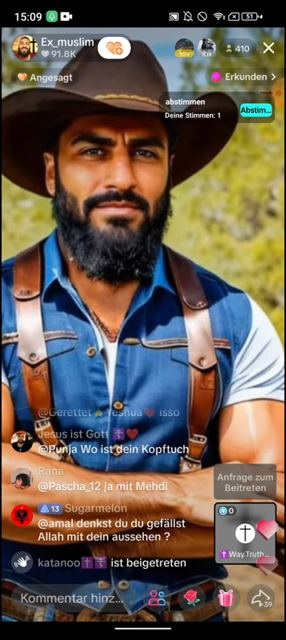 15:09
51
Ex_muslim
91.8K
410
Angesagt
Erkunden >
abstimmen
Deine Stimmen: 1
Abstim...
@Gerettet Yeshua isso
Jesus ist Gott
@Punja Wo ist dein Kopftuch
Rana
@Pascha_12 ja mit Mehdi
13 Sugarmelon
@amal denkst du du gefällst
Allah mit dein aussehen ?
katanoo ist beigetreten
Anfrage zum
Beitreten
0
Way.Truth...
Kommentar hinz...
39